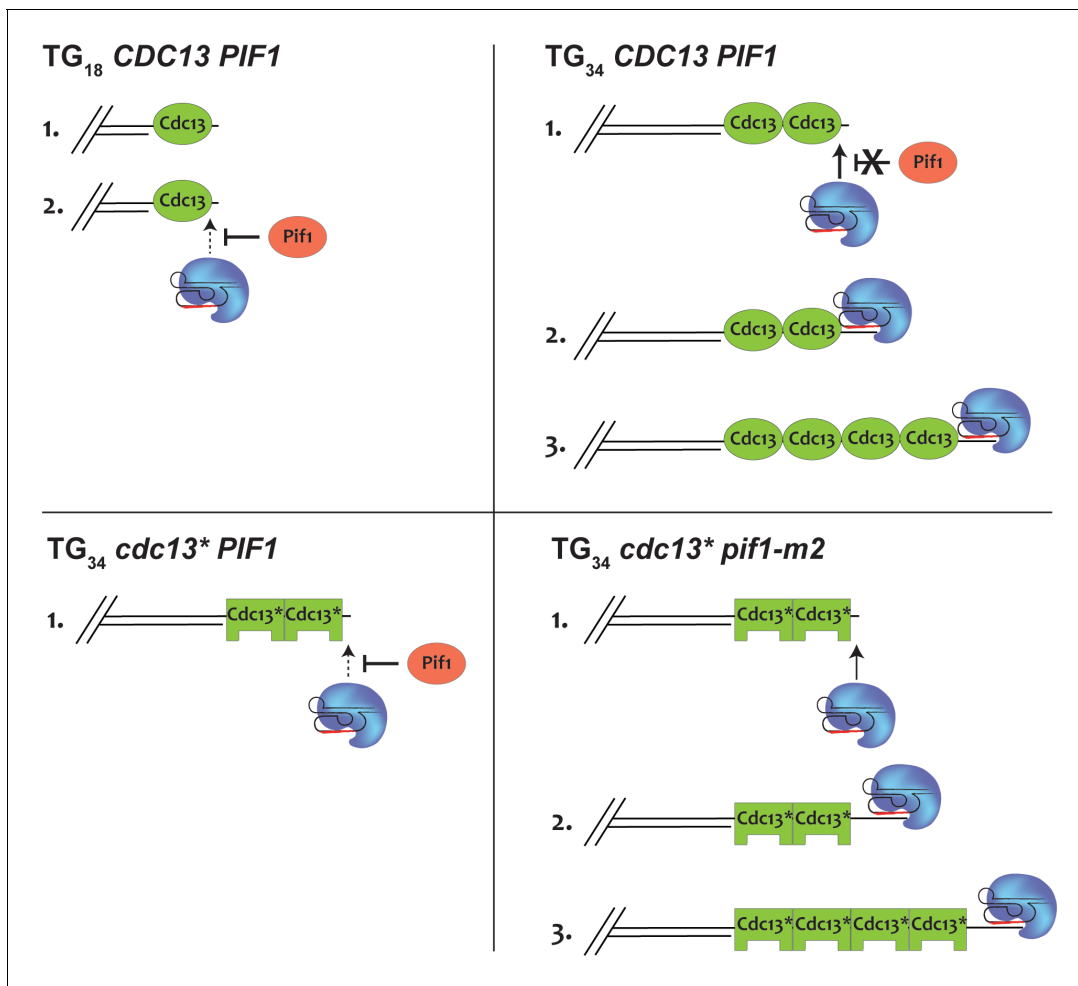 TG18 CDC13 PIF1
1.
Cdc13
2.
Cdc13
Pif1
TG34 CDC13 PIF1
1.
Cdc13 Cdc13
Pif1
2.
Cdc13 Cdc13
3.
Cdc13 Cdc13 Cdc13 Cdc13
TG34 cdc13* PIF1
1.
Cdc13* Cdc13*
Pif1
TG34 cdc13* pif1-m2
1.
Cdc13* Cdc13*
2.
Cdc13* Cdc13*
3.
Cdc13* Cdc13* Cdc13* Cdc13*